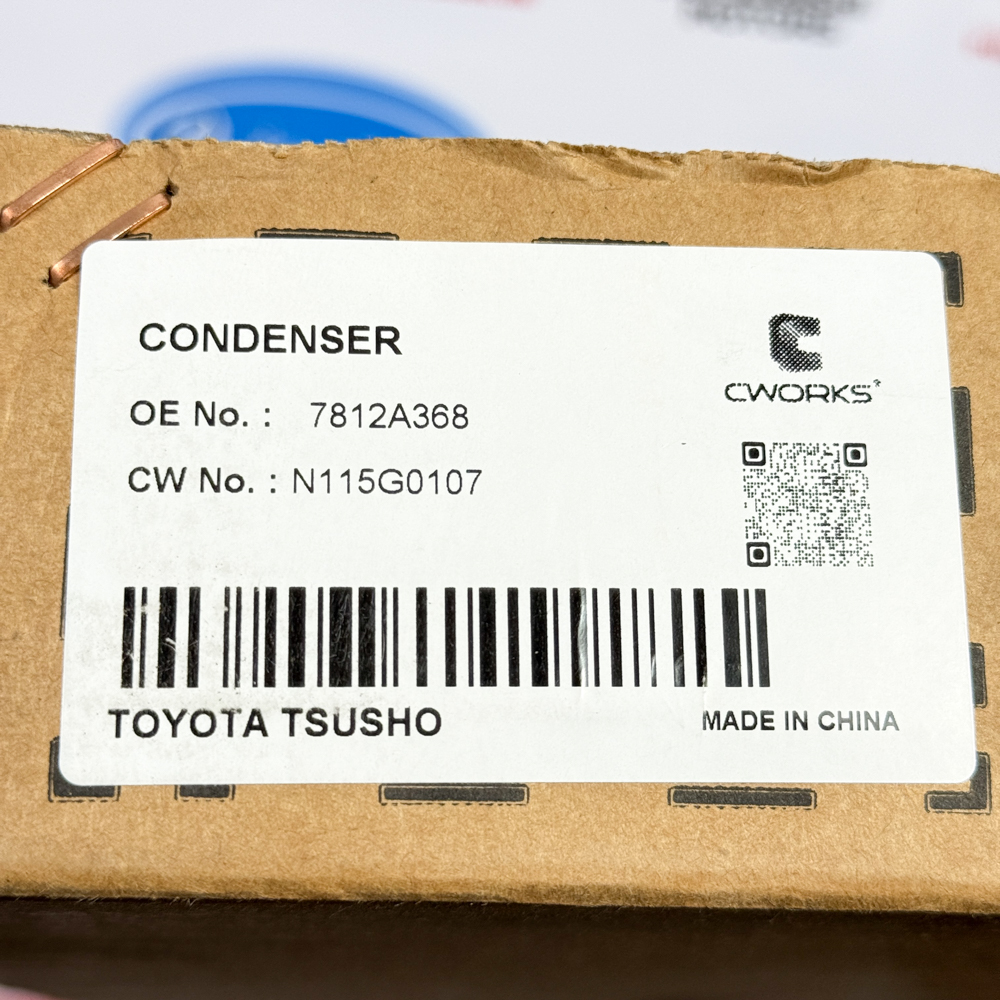 CONDENSER
OE No. : 7812A368
CW No. : N115G0107
CWORKS
TOYOTA TSUSHO
MADE IN CHINA